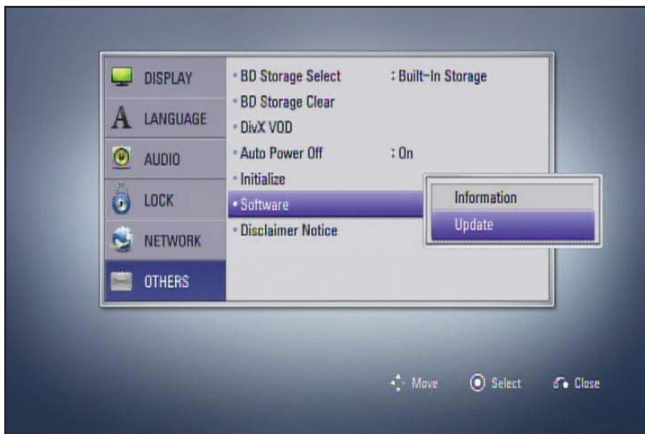 DISPLAY
LANGUAGE
AUDIO
LOCK
NETWORK
OTHERS
BD Storage Select : Built-In Storage
BD Storage Clear
DivX VOD
Auto Power Off : On
Initialize
Software
Disclaimer Notice
Information
Update
Move Select Close